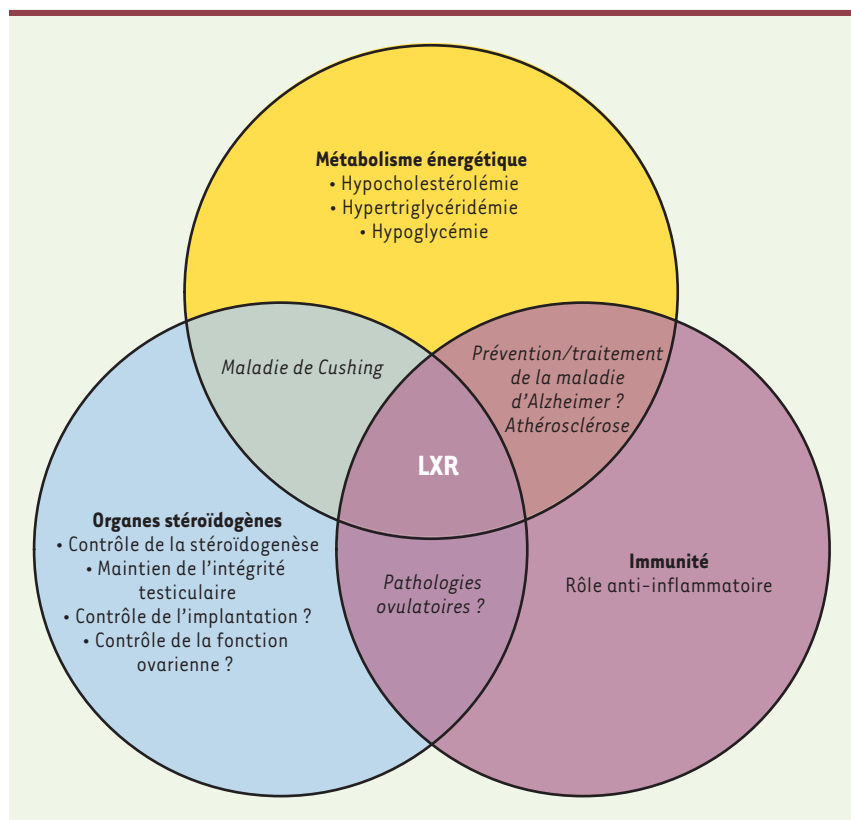 Métabolisme énergétique
• Hypocholestérolémie
• Hypertriglycéridémie
• Hypoglycémie
Maladie de Cushing
Prévention/traitement
de la maladie
d’Alzheimer ?
Athérosclérose
LXR
Organes stéroïdogènes
• Contrôle de la stéroïdogenèse
• Maintien de l’intégrité
testiculaire
• Contrôle de l’implantation ?
• Contrôle de la fonction
ovarienne ?
Pathologies
ovulatoires ?
Immunité
Rôle anti-inflammatoire